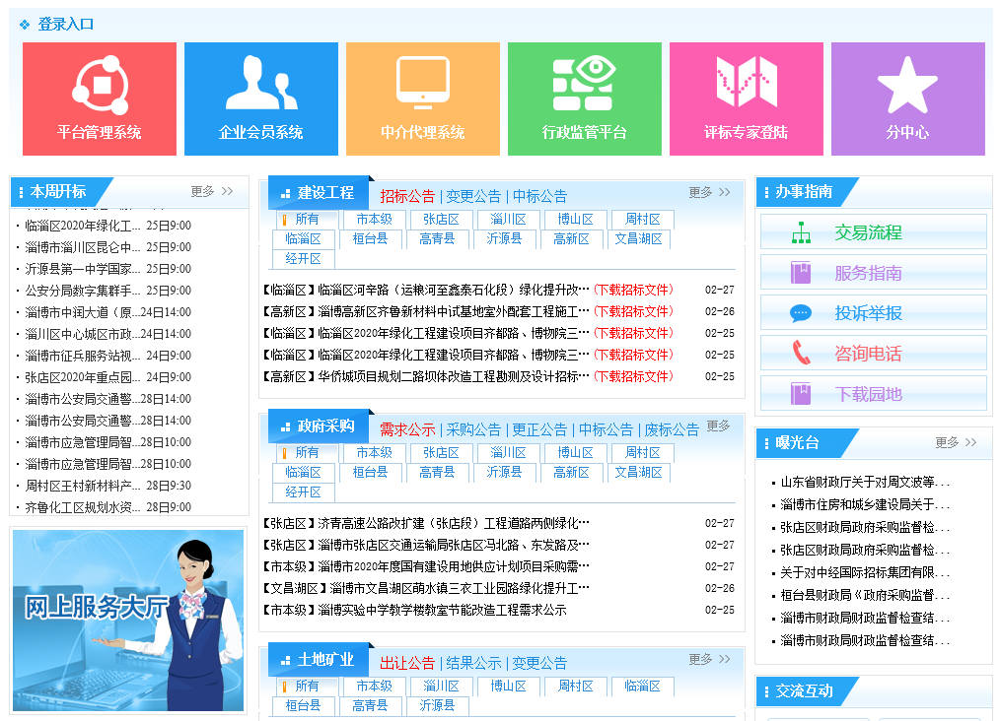 登录入口
平台管理系统
企业会员系统
中介代理系统
行政监管平台
评标专家登陆
分中心
本周开标 更多 >>
临淄区2020年绿化工... 25日9:00
淄博市淄川区昆仑中... 25日9:00
沂源县第一中学国家... 25日9:00
公安分局数字集群手... 25日9:00
淄博市中润大道（原...24日14:00
淄川区中心城区市政...24日14:00
淄博市征兵服务站视... 24日9:00
张店区2020年重点园... 24日9:00
淄博市公安局交通警...28日14:00
淄博市公安局交通警...28日14:00
淄博市应急管理局智...28日10:00
淄博市应急管理局智...28日10:00
周村区王村新材料产... 28日9:30
齐鲁化工区规划水资... 28日9:00
网上服务大厅
建设工程 招标公告 | 变更公告 | 中标公告 更多 >>
所有 市本级 张店区 淄川区 博山区 周村区
临淄区 桓台县 高青县 沂源县 高新区 文昌湖区
经开区
【临淄区】临淄区河辛路（运粮河至鑫泰石化段）绿化提升改…(下载招标文件) 02-27
【高新区】淄博高新区齐鲁新材料中试基地室外配套工程施工…(下载招标文件) 02-26
【临淄区】临淄区2020年绿化工程建设项目齐都路、博物院三…(下载招标文件) 02-25
【临淄区】临淄区2020年绿化工程建设项目齐都路、博物院三…(下载招标文件) 02-25
【高新区】华侨城项目规划二路坝体改造工程勘测及设计招标…(下载招标文件) 02-25
政府采购 需求公示 | 采购公告 | 更正公告 | 中标公告 | 废标公告 更多
所有 市本级 张店区 淄川区 博山区 周村区
临淄区 桓台县 高青县 沂源县 高新区 文昌湖区
经开区
【张店区】济青高速公路改扩建（张店段）工程道路两侧绿化… 02-27
【张店区】淄博市张店区交通运输局张店区冯北路、东发路及… 02-27
【市本级】淄博市2020年度国有建设用地供应计划项目采购需… 02-27
【文昌湖区】淄博市文昌湖区萌水镇三衣工业园路绿化提升工… 02-26
【市本级】淄博实验中学教学楼教室节能改造工程需求公示 02-25
土地矿业 出让公告 | 结果公示 | 变更公告 更多 >>
所有 市本级 淄川区 博山区 周村区 临淄区
桓台县 高青县 沂源县
办事指南
交易流程
服务指南
投诉举报
咨询电话
下载园地
曝光台 更多 >>
山东省财政厅关于对周文波等...
淄博市住房和城乡建设局关于...
张店区财政局政府采购监督检...
张店区财政局政府采购监督检...
关于对中经国际招标集团有限...
桓台县财政局《政府采购监督...
淄博市财政局财政监督检查结...
淄博市财政局财政监督检查结...
交流互动